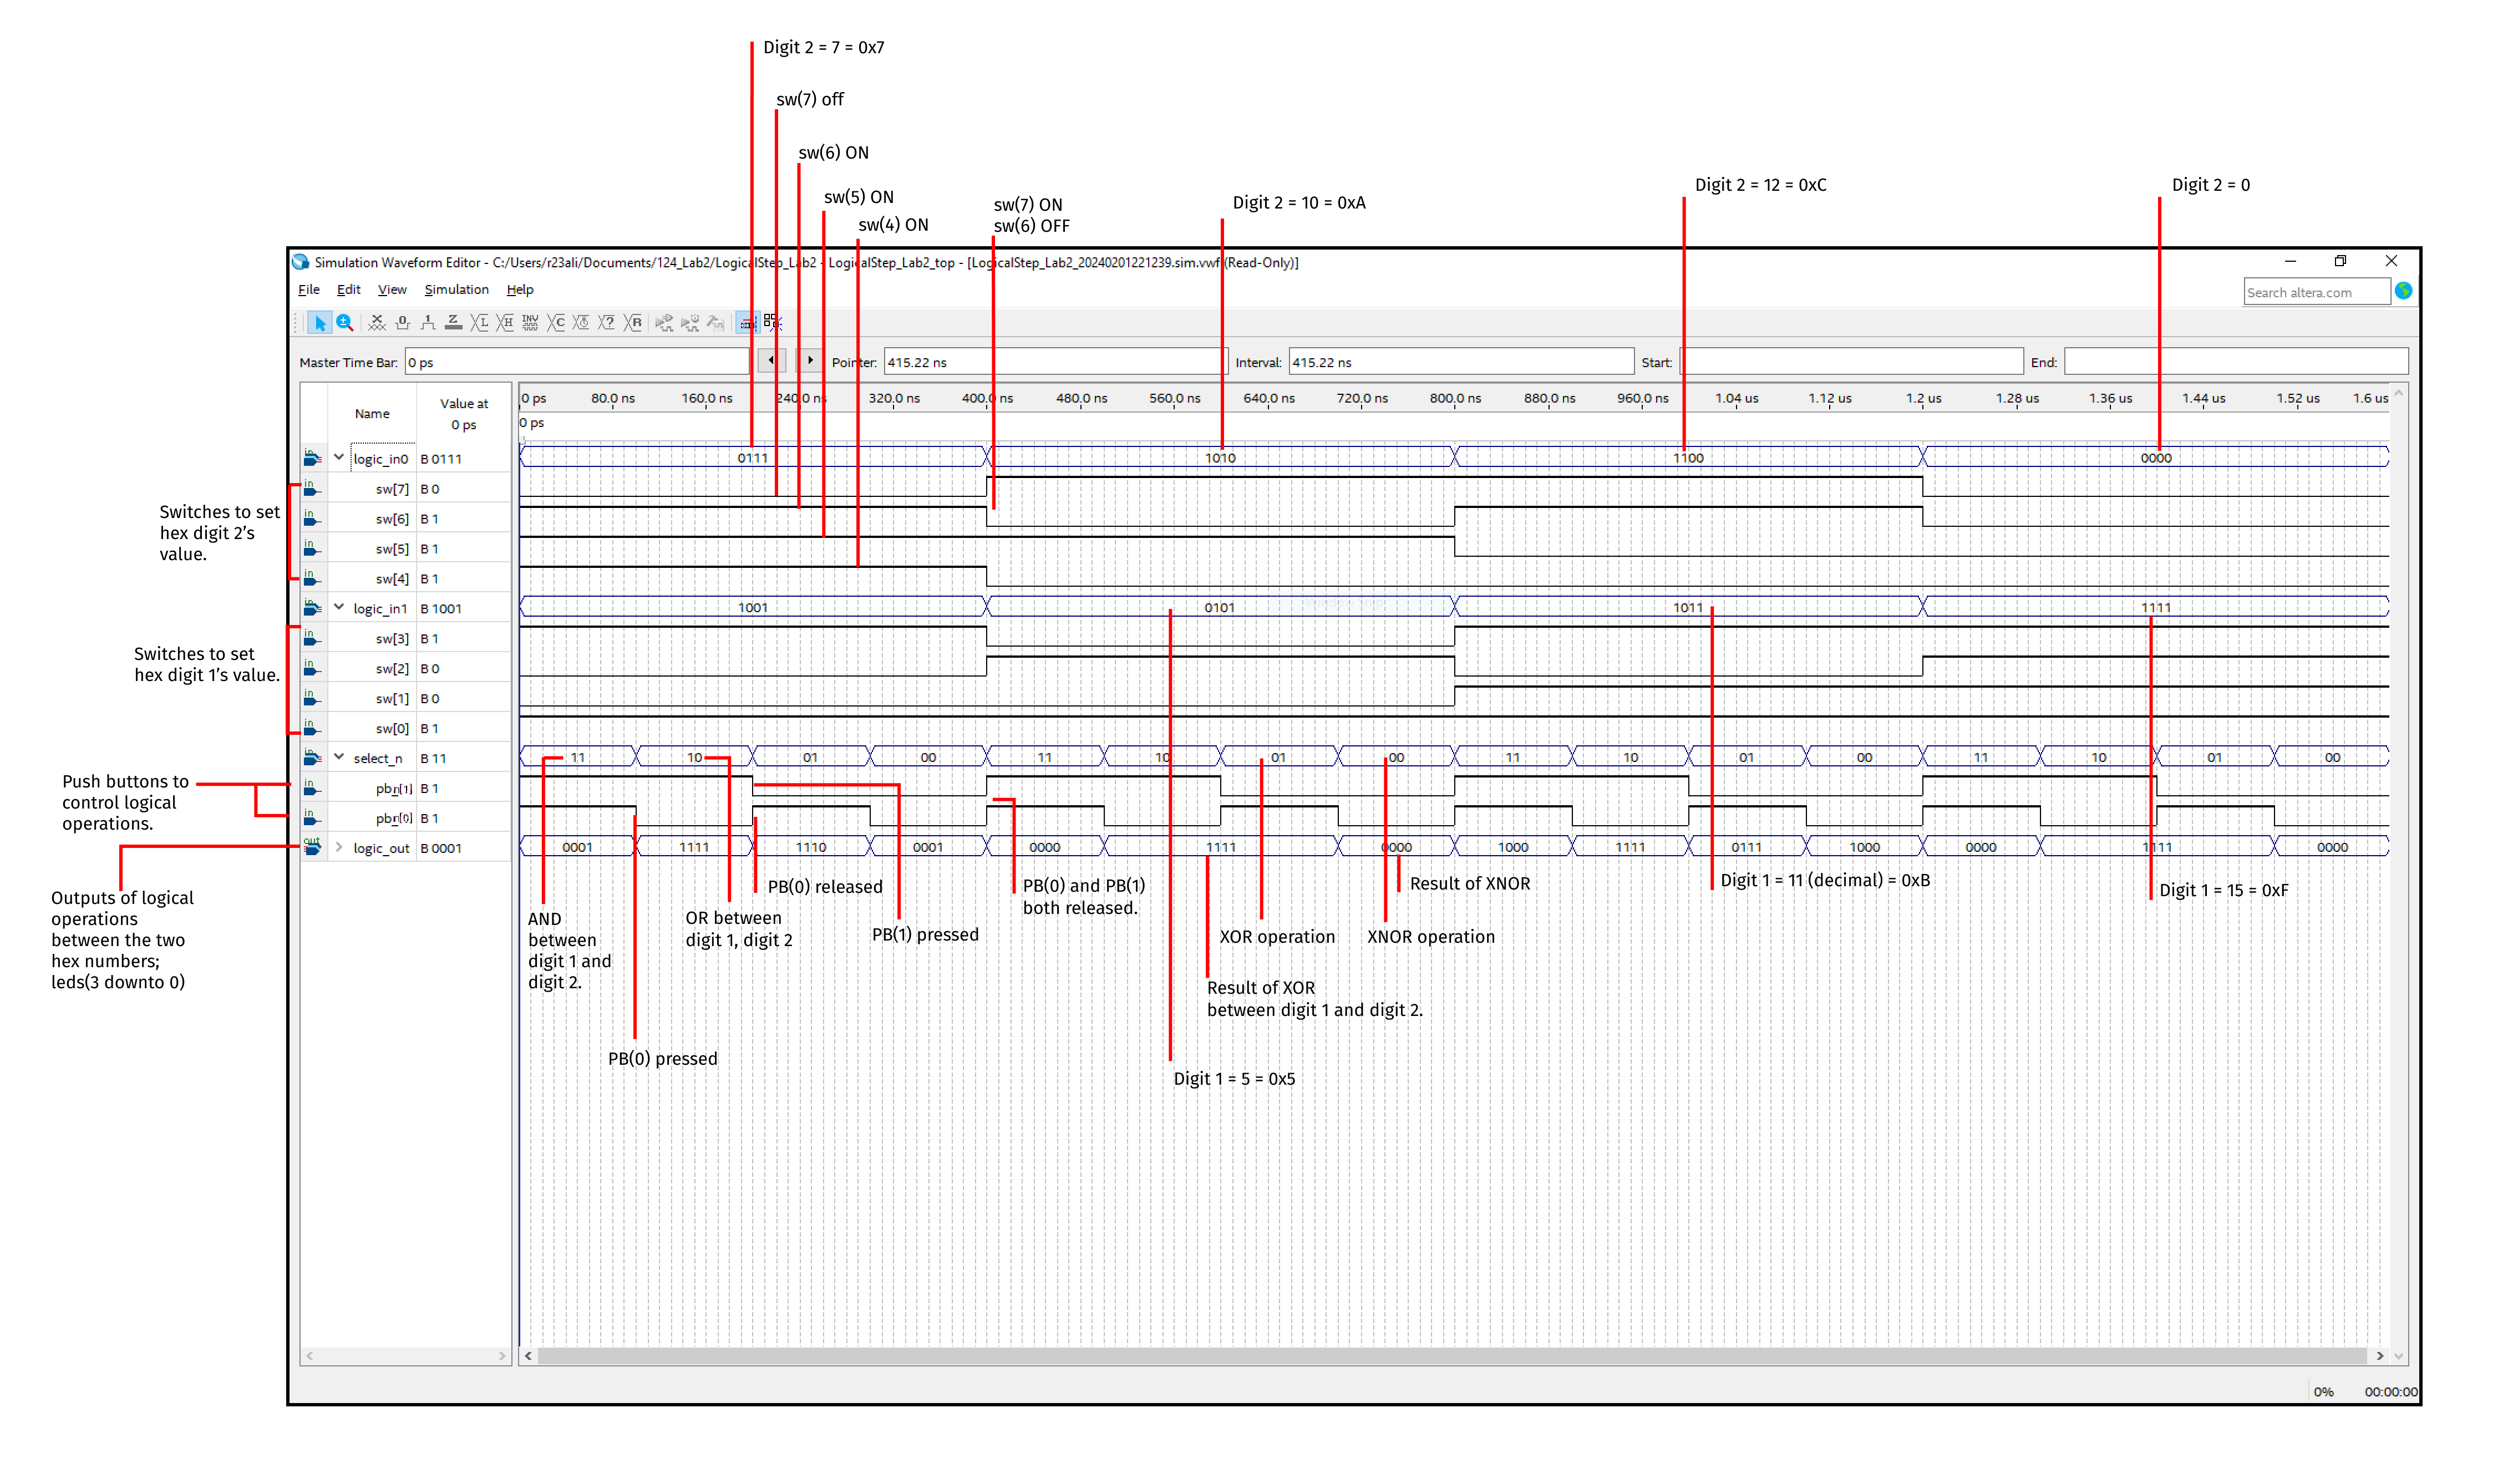 Digit 2 = 7 = 0x7
sw(7) off
sw(6) ON
sw(5) ON
sw(4) ON
sw(7) ON
sw(6) OFF
Digit 2 = 10 = 0xA
Digit 2 = 12 = 0xC
Digit 2 = 0
Simulation Waveform Editor - C:/Users/r23ali/Documents/124_Lab2/LogicalStep_Lab2 - LogicalStep_Lab2_top - [LogicalStep_Lab2_20240201221239.sim.vwf (Read-Only)]
File Edit View Simulation Help
Search altera.com
Master Time Bar: 0 ps Pointer: 415.22 ns Interval: 415.22 ns Start: End:
Name
Value at
0 ps
0 ps 80.0 ns 160.0 ns 240.0 ns 320.0 ns 400.0 ns 480.0 ns 560.0 ns 640.0 ns 720.0 ns 800.0 ns 880.0 ns 960.0 ns 1.04 us 1.12 us 1.2 us 1.28 us 1.36 us 1.44 us 1.52 us 1.6 us
0 ps
logic_in0 B 0111 0111 1010 1100 0000
sw[7] B 0
sw[6] B 1
sw[5] B 1
sw[4] B 1
logic_in1 B 1001 1001 0101 1011 1111
sw[3] B 1
sw[2] B 0
sw[1] B 0
sw[0] B 1
select_n B 11 11 10 01 00 11 10 01 00 11 10 01 00 11 10 01 00
pb_n[1] B 1
pb_n[0] B 1
logic_out B 0001 0001 1111 1110 0001 0000 1111 0000 1000 1111 0111 1000 0000 1111 0000
Switches to set
hex digit 2's
value.
Switches to set
hex digit 1's value.
Push buttons to
control logical
operations.
Outputs of logical
operations
between the two
hex numbers;
leds(3 downto 0)
AND
between
digit 1 and
digit 2.
PB(0) pressed
OR between
digit 1, digit 2
PB(0) released
PB(1) pressed
PB(0) and PB(1)
both released.
Digit 1 = 5 = 0x5
Result of XOR
between digit 1 and digit 2.
XOR operation
XNOR operation
Result of XNOR
Digit 1 = 11 (decimal) = 0xB
Digit 1 = 15 = 0xF
0% 00:00:00